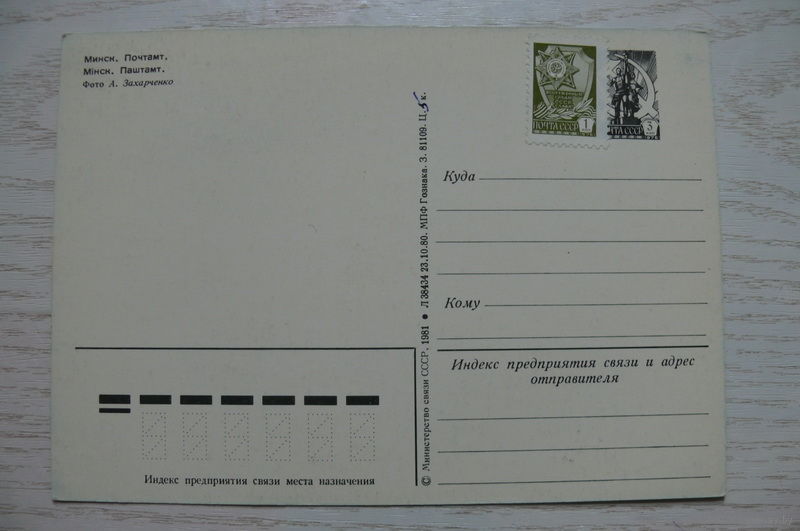 Минск. Почтамт.
Мінск. Паштамт.
Фото А. Захарченко
ПОЧТА СССР 1
ПОЧТА СССР 3
Куда
Кому
Индекс предприятия связи и адрес
отправителя
© Министерство связи СССР. 1981 ● Л 38434 23.10.80. МПФ Гознака. З. 81109. Ц. 5 к.
Индекс предприятия связи места назначения